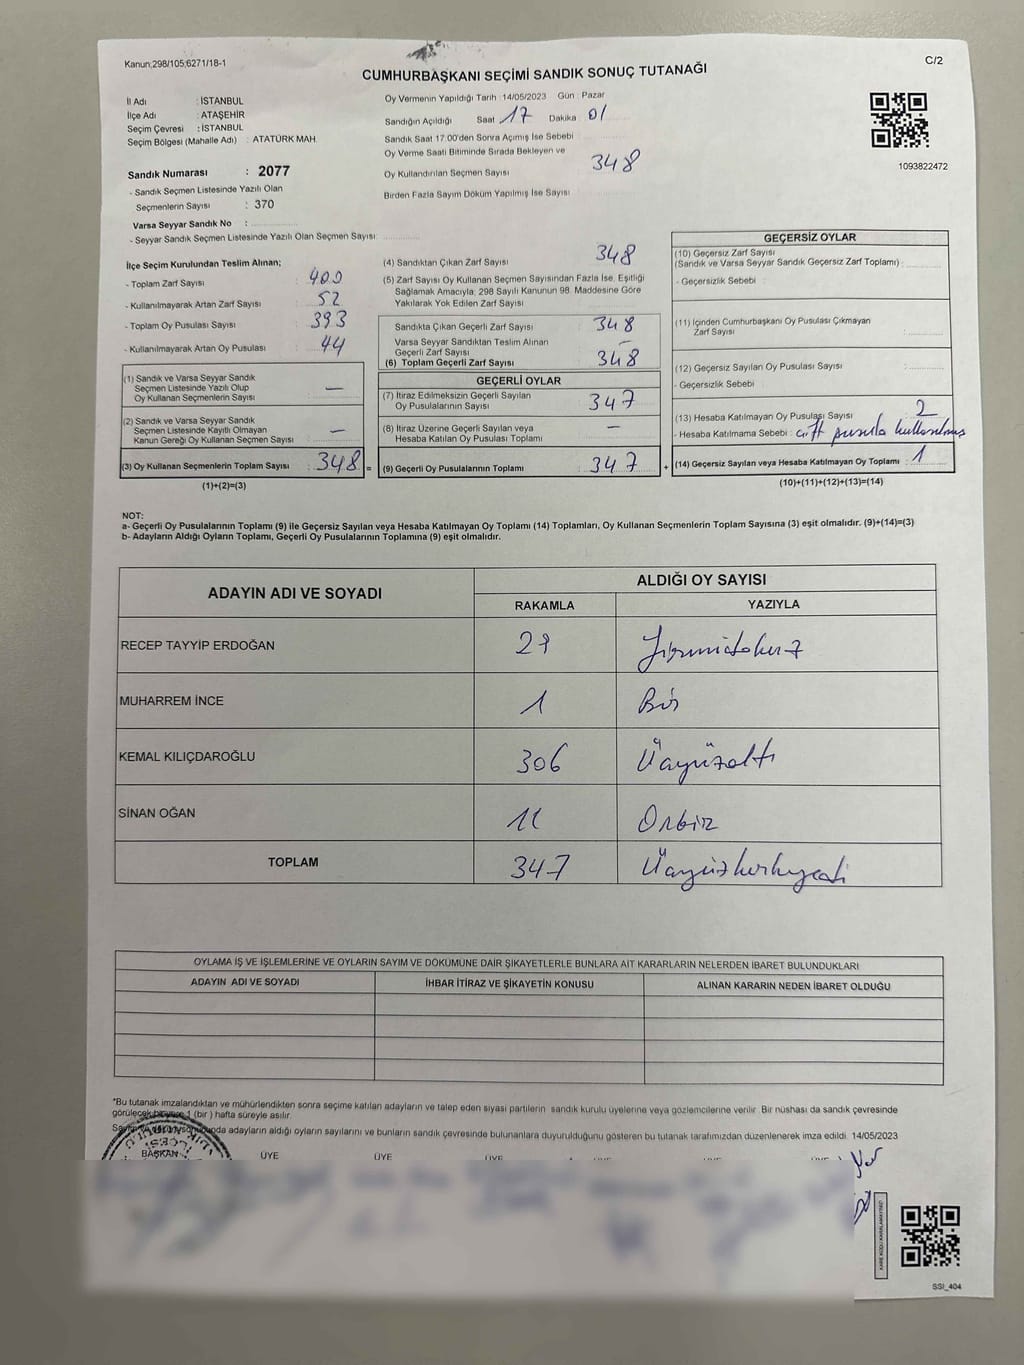 Kanun;298/105;6271/18-1
C/2
CUMHURBAŞKANI SEÇİMİ SANDIK SONUÇ TUTANAĞI
İl Adı : İSTANBUL
İlçe Adı : ATAŞEHİR
Seçim Çevresi : İSTANBUL
Seçim Bölgesi (Mahalle Adı) : ATATÜRK MAH.
Sandık Numarası : 2077
- Sandık Seçmen Listesinde Yazılı Olan
Seçmenlerin Sayısı : 370
Varsa Seyyar Sandık No :
- Seyyar Sandık Seçmen Listesinde Yazılı Olan Seçmen Sayısı:
Oy Vermenin Yapıldığı Tarih : 14/05/2023 Gün : Pazar
Sandığın Açıldığı Saat 17 Dakika 01
Sandık Saat 17.00'den Sonra Açımış İse Sebebi
Oy Verme Saati Bitiminde Sırada Bekleyen ve
Oy Kullandırılan Seçmen Sayısı 348
Birden Fazla Sayım Döküm Yapılmış İse Sayısı
1093822472
İlçe Seçim Kurulundan Teslim Alınan;
- Toplam Zarf Sayısı : 400
- Kullanılmayarak Artan Zarf Sayısı : 52
- Toplam Oy Pusulası Sayısı : 393
- Kullanılmayarak Artan Oy Pusulası : 44
(1) Sandık ve Varsa Seyyar Sandık
Seçmen Listesinde Yazılı Olup
Oy Kullanan Seçmenlerin Sayısı : —
(2) Sandık ve Varsa Seyyar Sandık
Seçmen Listesinde Kayıtlı Olmayan
Kanun Gereği Oy Kullanan Seçmen Sayısı : —
(3) Oy Kullanan Seçmenlerin Toplam Sayısı : 348 =
(1)+(2)=(3)
(4) Sandıktan Çıkan Zarf Sayısı : 348
(5) Zarf Sayısı Oy Kullanan Seçmen Sayısından Fazla İse, Eşitliği
Sağlamak Amacıyla; 298 Sayılı Kanunun 98. Maddesine Göre
Yakılarak Yok Edilen Zarf Sayısı
Sandıkta Çıkan Geçerli Zarf Sayısı : 348
Varsa Seyyar Sandıktan Teslim Alınan
Geçerli Zarf Sayısı : —
(6) Toplam Geçerli Zarf Sayısı : 348
GEÇERLİ OYLAR
(7) İtiraz Edilmeksizin Geçerli Sayılan
Oy Pusulalarının Sayısı : 347
(8) İtiraz Üzerine Geçerli Sayılan veya
Hesaba Katılan Oy Pusulası Toplamı : —
(9) Geçerli Oy Pusulalarının Toplamı : 347 +
GEÇERSİZ OYLAR
(10) Geçersiz Zarf Sayısı
(Sandık ve Varsa Seyyar Sandık Geçersiz Zarf Toplamı) :
- Geçersizlik Sebebi :
(11) İçinden Cumhurbaşkanı Oy Pusulası Çıkmayan
Zarf Sayısı :
(12) Geçersiz Sayılan Oy Pusulası Sayısı :
- Geçersizlik Sebebi :
(13) Hesaba Katılmayan Oy Pusulası Sayısı : 2
- Hesaba Katılmama Sebebi : çift pusula kullanılmış
(14) Geçersiz Sayılan veya Hesaba Katılmayan Oy Toplamı : 1
(10)+(11)+(12)+(13)=(14)
NOT:
a- Geçerli Oy Pusulalarının Toplamı (9) ile Geçersiz Sayılan veya Hesaba Katılmayan Oy Toplamı (14) Toplamları, Oy Kullanan Seçmenlerin Toplam Sayısına (3) eşit olmalıdır. (9)+(14)=(3)
b- Adayların Aldığı Oyların Toplamı, Geçerli Oy Pusulalarının Toplamına (9) eşit olmalıdır.
ADAYIN ADI VE SOYADI
ALDIĞI OY SAYISI
RAKAMLA YAZIYLA
RECEP TAYYİP ERDOĞAN 29 Yirmidokuz
MUHARREM İNCE 1 Bir
KEMAL KILIÇDAROĞLU 306 Üçyüzaltı
SİNAN OĞAN 11 Onbir
TOPLAM 347 Üçyüzkırkyedi
OYLAMA İŞ VE İŞLEMLERİNE VE OYLARIN SAYIM VE DÖKÜMÜNE DAİR ŞİKAYETLERLE BUNLARA AİT KARARLARIN NELERDEN İBARET BULUNDUKLARI
ADAYIN ADI VE SOYADI İHBAR İTİRAZ VE ŞİKAYETİN KONUSU ALINAN KARARIN NEDEN İBARET OLDUĞU
*Bu tutanak imzalandıktan ve mühürlendikten sonra seçime katılan adayların ve talep eden siyasi partilerin sandık kurulu üyelerine veya gözlemcilerine verilir. Bir nüshası da sandık çevresinde
görülecek bir yere 1 (bir ) hafta süreyle asılır.
adayların aldığı oyların sayılarını ve bunların sandık çevresinde bulunanlara duyurulduğunu gösteren bu tutanak tarafımızdan düzenlenerek imza edildi. 14/05/2023
BAŞKAN ÜYE ÜYE ÜYE
SSI_404